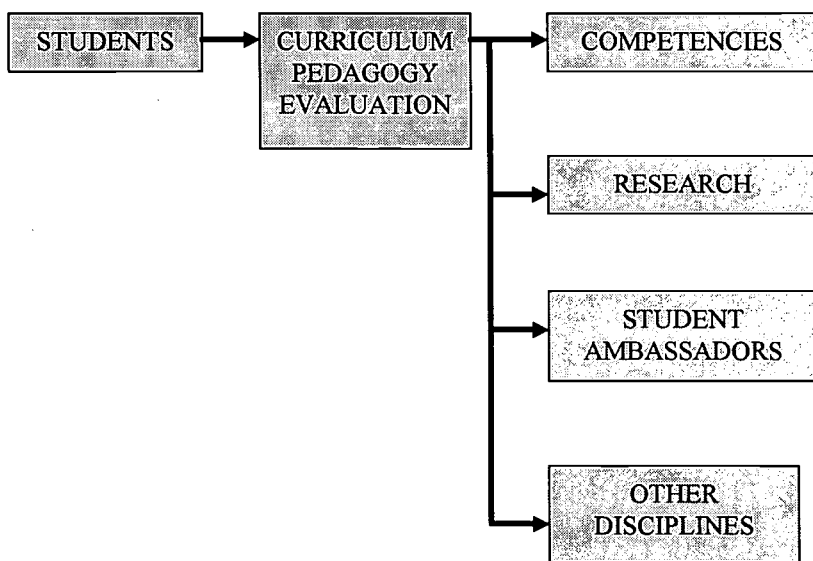 STUDENTS
CURRICULUM
PEDAGOGY
EVALUATION
COMPETENCIES
RESEARCH
STUDENT
AMBASSADORS
OTHER
DISCIPLINES